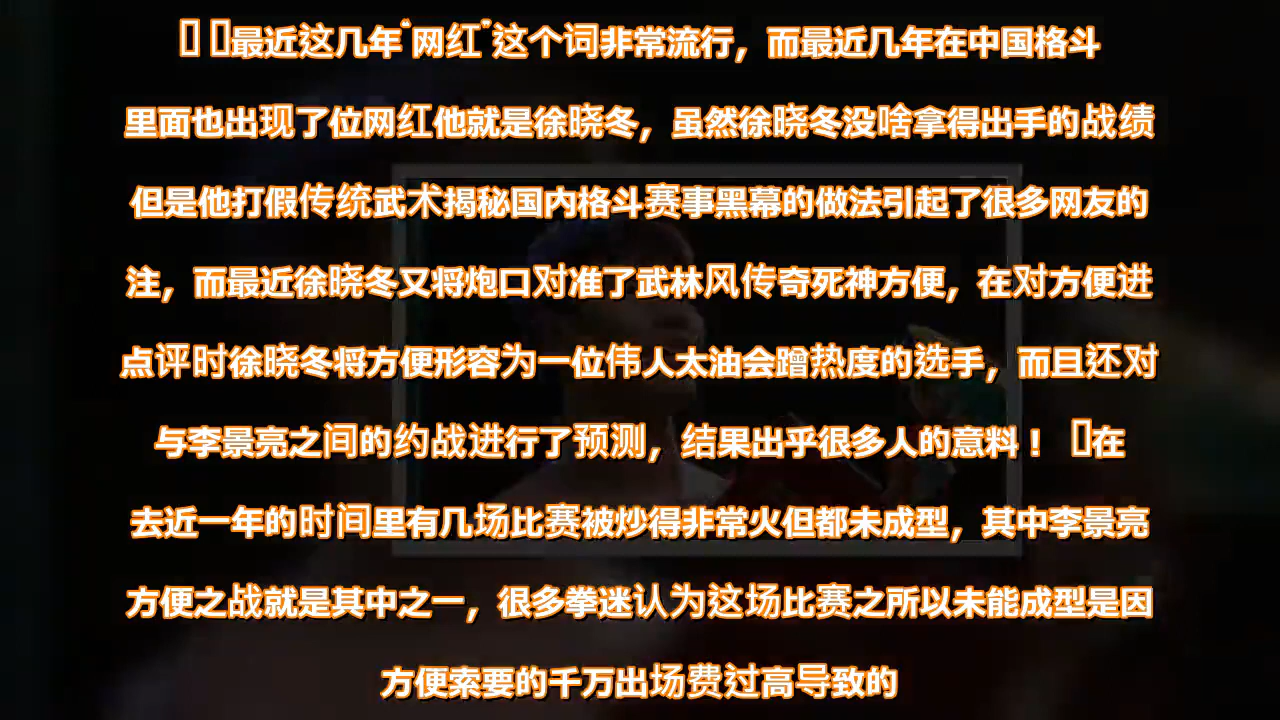 最近这几年“网红”这个词非常流行，而最近几年在中国格斗
里面也出现了位网红他就是徐晓冬，虽然徐晓冬没啥拿得出手的战绩
但是他打假传统武术揭秘国内格斗赛事黑幕的做法引起了很多网友的
注，而最近徐晓冬又将炮口对准了武林风传奇死神方便，在对方便进
点评时徐晓冬将方便形容为一位伟人太油会蹭热度的选手，而且还对
与李景亮之间的约战进行了预测，结果出乎很多人的意料！ 在
去近一年的时间里有几场比赛被炒得非常火但都未成型，其中李景亮
方便之战就是其中之一，很多拳迷认为这场比赛之所以未能成型是因
方便索要的千万出场费过高导致的